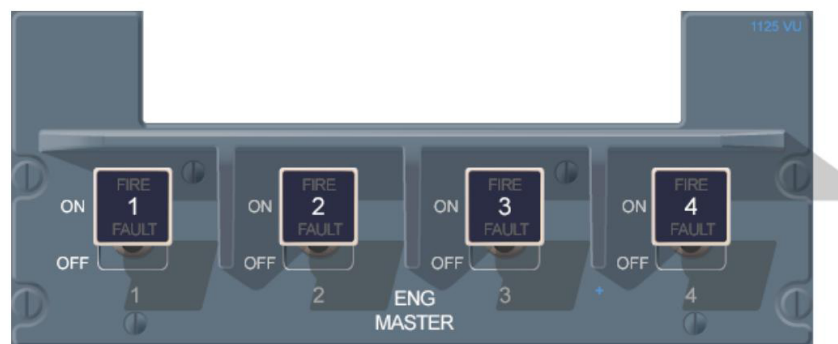 1125 VU
FIRE FIRE FIRE FIRE
ON 1 ON 2 ON 3 ON 4
FAULT FAULT FAULT FAULT
OFF OFF OFF OFF
1 2 3 4
ENG
MASTER